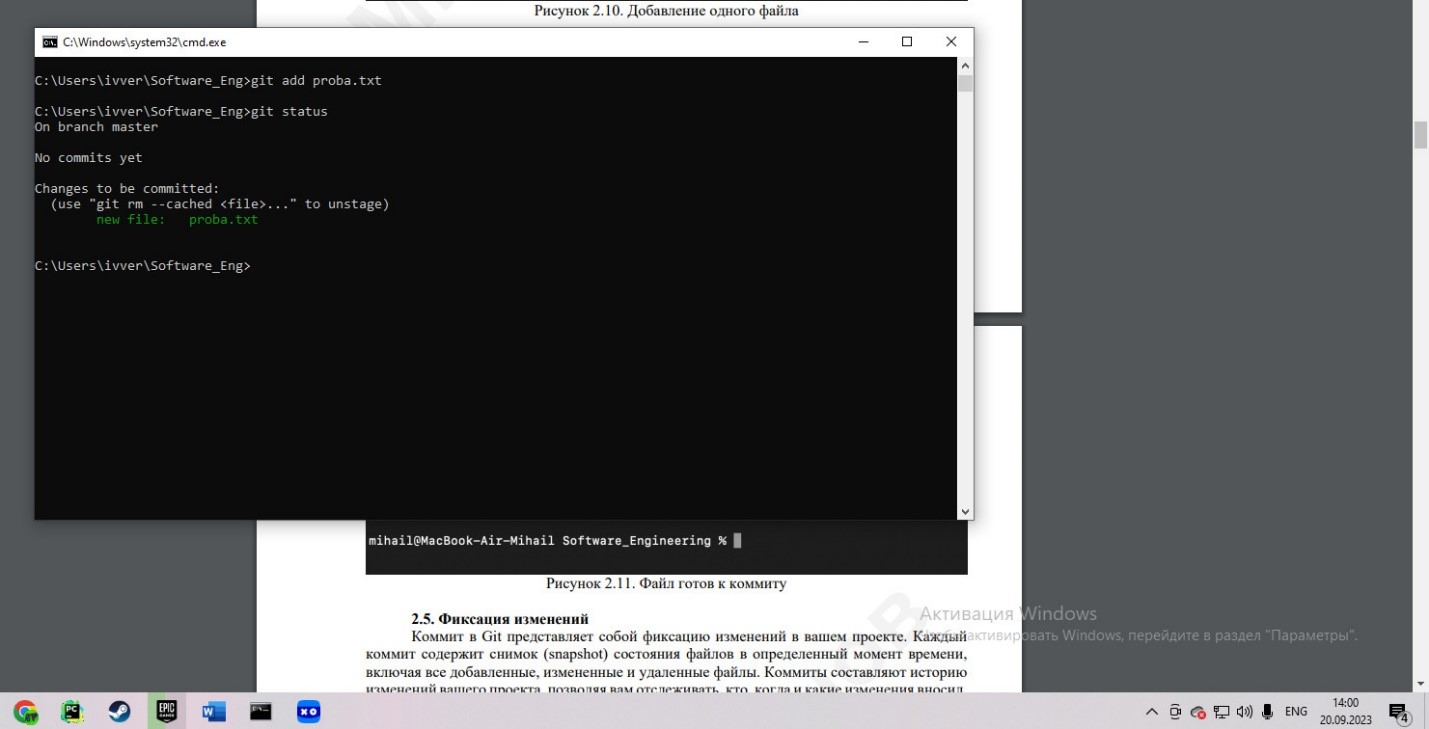 Рисунок 2.10. Добавление одного файла
C:\Windows\system32\cmd.exe
C:\Users\ivver\Software_Eng>git add proba.txt
C:\Users\ivver\Software_Eng>git status
On branch master
No commits yet
Changes to be committed:
(use "git rm --cached <file>..." to unstage)
new file:   proba.txt
C:\Users\ivver\Software_Eng>
mihail@MacBook-Air-Mihail Software_Engineering %
Рисунок 2.11. Файл готов к коммиту
2.5. Фиксация изменений
Коммит в Git представляет собой фиксацию изменений в вашем проекте. Каждый
коммит содержит снимок (snapshot) состояния файлов в определенный момент времени,
включая все добавленные, измененные и удаленные файлы. Коммиты составляют историю
изменений вашего проекта, позволяя вам отслеживать, кто, когда и какие изменения вносил.
Активация Windows
активировать Windows, перейдите в раздел "Параметры".
EPIC
GAMES
PC
W
XO
ENG
14:00
20.09.2023
4